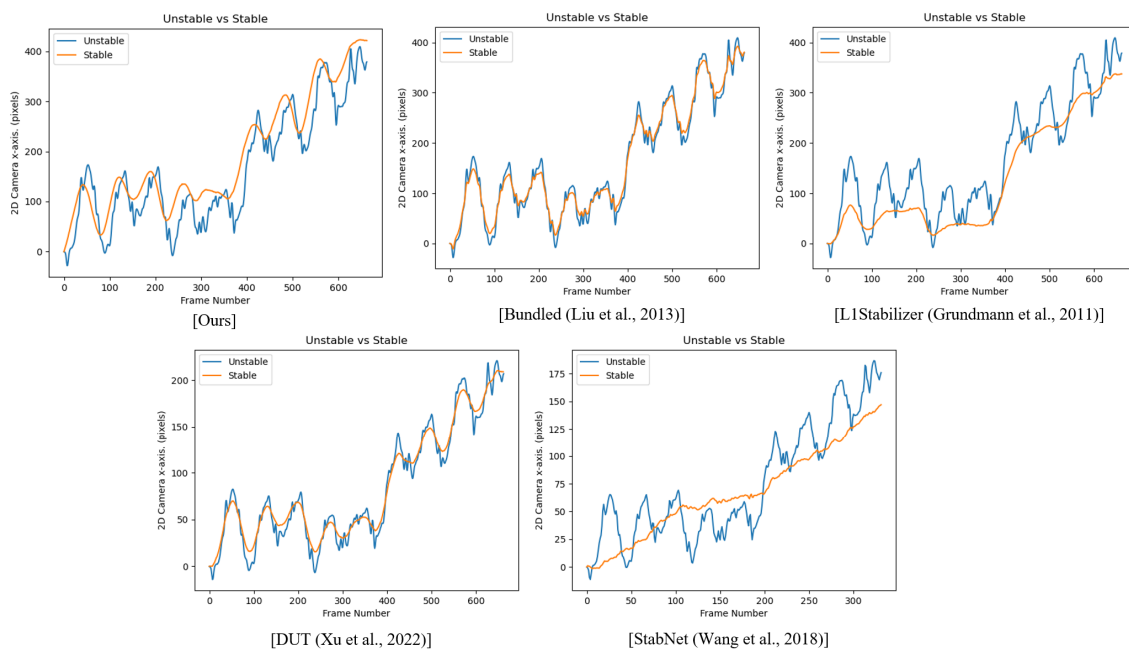 Unstable vs Stable
Unstable
Stable
2D Camera x-axis. (pixels)
400
300
200
100
0
0 100 200 300 400 500 600
Frame Number
[Ours]
Unstable vs Stable
Unstable
Stable
2D Camera x-axis. (pixels)
400
300
200
100
0
0 100 200 300 400 500 600
Frame Number
[Bundled (Liu et al., 2013)]
Unstable vs Stable
Unstable
Stable
2D Camera x-axis. (pixels)
400
300
200
100
0
0 100 200 300 400 500 600
Frame Number
[L1Stabilizer (Grundmann et al., 2011)]
Unstable vs Stable
Unstable
Stable
2D Camera x-axis. (pixels)
200
150
100
50
0
0 100 200 300 400 500 600
Frame Number
[DUT (Xu et al., 2022)]
Unstable vs Stable
Unstable
Stable
2D Camera x-axis. (pixels)
175
150
125
100
75
50
25
0
0 50 100 150 200 250 300
Frame Number
[StabNet (Wang et al., 2018)]